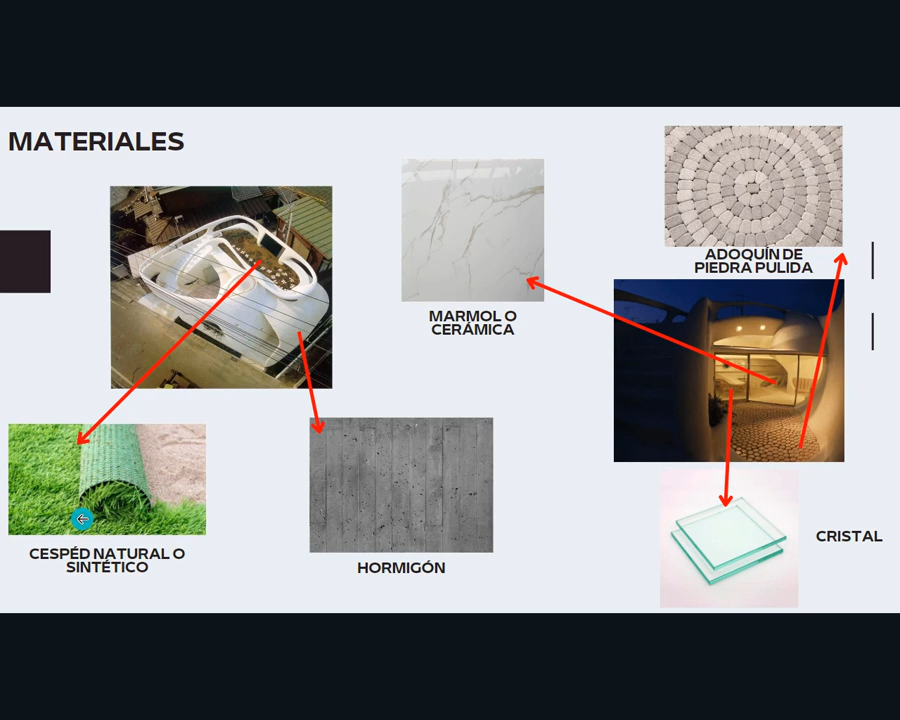 MATERIALES
ADOQUÍN DE
PIEDRA PULIDA
MARMOL O
CERÁMICA
CRISTAL
CESPÉD NATURAL O
SINTÉTICO
HORMIGÓN